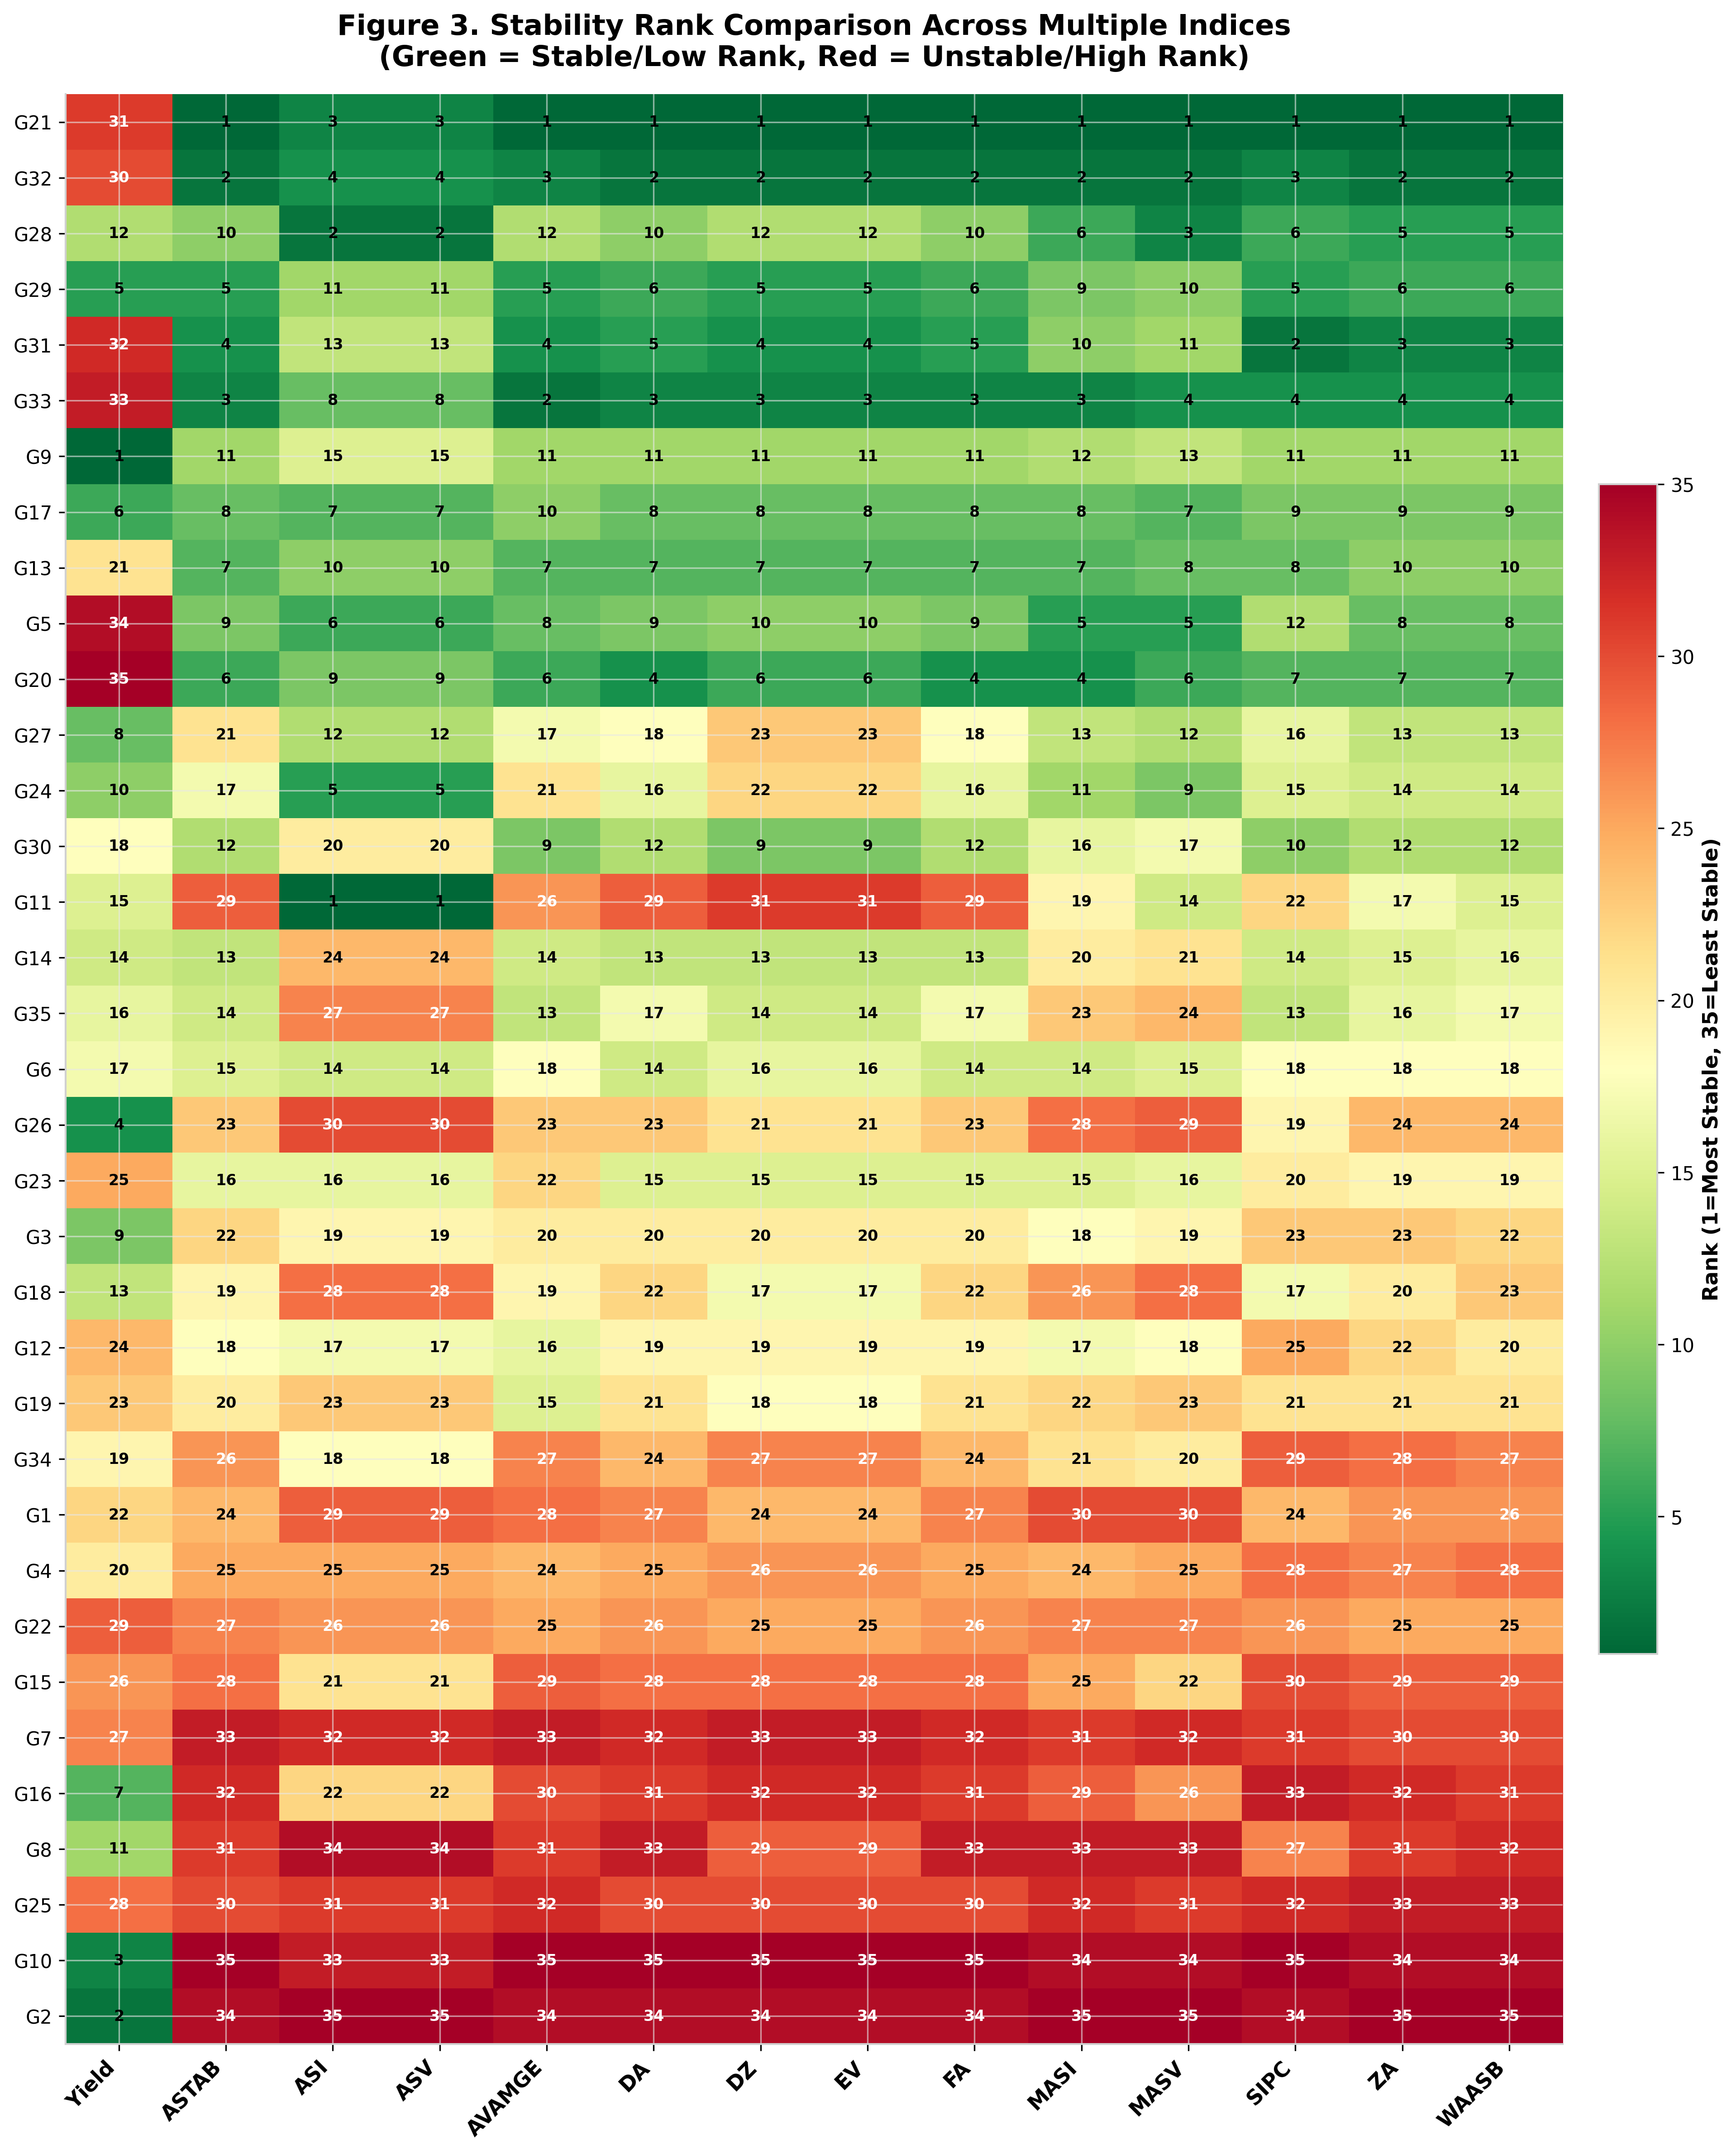 Figure 3. Stability Rank Comparison Across Multiple Indices
(Green = Stable/Low Rank, Red = Unstable/High Rank)
G21 31 1 3 3 1 1 1 1 1 1 1 1 1 1
G32 30 2 4 4 3 2 2 2 2 2 2 3 2 2
G28 12 10 2 2 12 10 12 12 10 6 3 6 5 5
G29 5 5 11 11 5 6 5 5 6 9 10 5 6 6
G31 32 4 13 13 4 5 4 4 5 10 11 2 3 3
G33 33 3 8 8 2 3 3 3 3 3 4 4 4 4
G9 1 11 15 15 11 11 11 11 11 12 13 11 11 11
G17 6 8 7 7 10 8 8 8 8 8 7 9 9 9
G13 21 7 10 10 7 7 7 7 7 7 8 8 10 10
G5 34 9 6 6 8 9 10 10 9 5 5 12 8 8
G20 35 6 9 9 6 4 6 6 4 4 6 7 7 7
G27 8 21 12 12 17 18 23 23 18 13 12 16 13 13
G24 10 17 5 5 21 16 22 22 16 11 9 15 14 14
G30 18 12 20 20 9 12 9 9 12 16 17 10 12 12
G11 15 29 1 1 26 29 31 31 29 19 14 22 17 15
G14 14 13 24 24 14 13 13 13 13 20 21 14 15 16
G35 16 14 27 27 13 17 14 14 17 23 24 13 16 17
G6 17 15 14 14 18 14 16 16 14 14 15 18 18 18
G26 4 23 30 30 23 23 21 21 23 28 29 19 24 24
G23 25 16 16 16 22 15 15 15 15 15 16 20 19 19
G3 9 22 19 19 20 20 20 20 20 18 19 23 23 22
G18 13 19 28 28 19 22 17 17 22 26 28 17 20 23
G12 24 18 17 17 16 19 19 19 19 17 18 25 22 20
G19 23 20 23 23 15 21 18 18 21 22 23 21 21 21
G34 19 26 18 18 27 24 27 27 24 21 20 29 28 27
G1 22 24 29 29 28 27 24 24 27 30 30 24 26 26
G4 20 25 25 25 24 25 26 26 25 24 25 28 27 28
G22 29 27 26 26 25 26 25 25 26 27 27 26 25 25
G15 26 28 21 21 29 28 28 28 28 25 22 30 29 29
G7 27 33 32 32 33 32 33 33 32 31 32 31 30 30
G16 7 32 22 22 30 31 32 32 31 29 26 33 32 31
G8 11 31 34 34 31 33 29 29 33 33 33 27 31 32
G25 28 30 31 31 32 30 30 30 30 32 31 32 33 33
G10 3 35 33 33 35 35 35 35 35 34 34 35 34 34
G2 2 34 35 35 34 34 34 34 34 35 35 34 35 35
Yield ASTAB ASI ASV AVAMGE DA DZ EV FA MASI MASV SIPC ZA WAASB
35
30
25
20
15
10
5
Rank (1=Most Stable, 35=Least Stable)